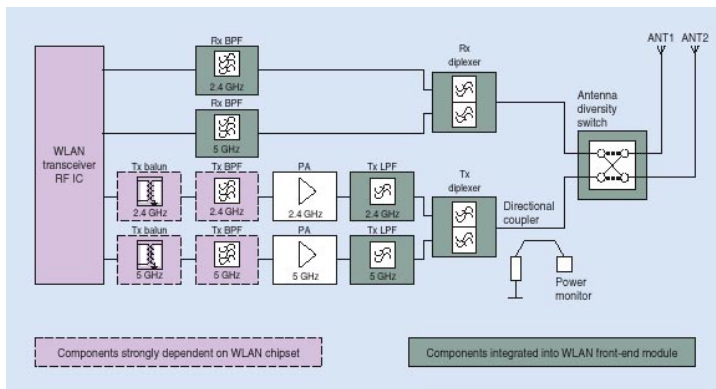 Rx BPF
2.4 GHz
Rx BPF
5 GHz
Rx
diplexer
ANT1 ANT2
Antenna
diversity
switch
WLAN
transceiver
RF IC
Tx balun
2.4 GHz
Tx BPF
2.4 GHz
PA
2.4 GHz
Tx LPF
2.4 GHz
Tx balun
5 GHz
Tx BPF
5 GHz
PA
5 GHz
Tx LPF
5 GHz
Tx
diplexer
Directional
coupler
Power
monitor
Components strongly dependent on WLAN chipset
Components integrated into WLAN front-end module